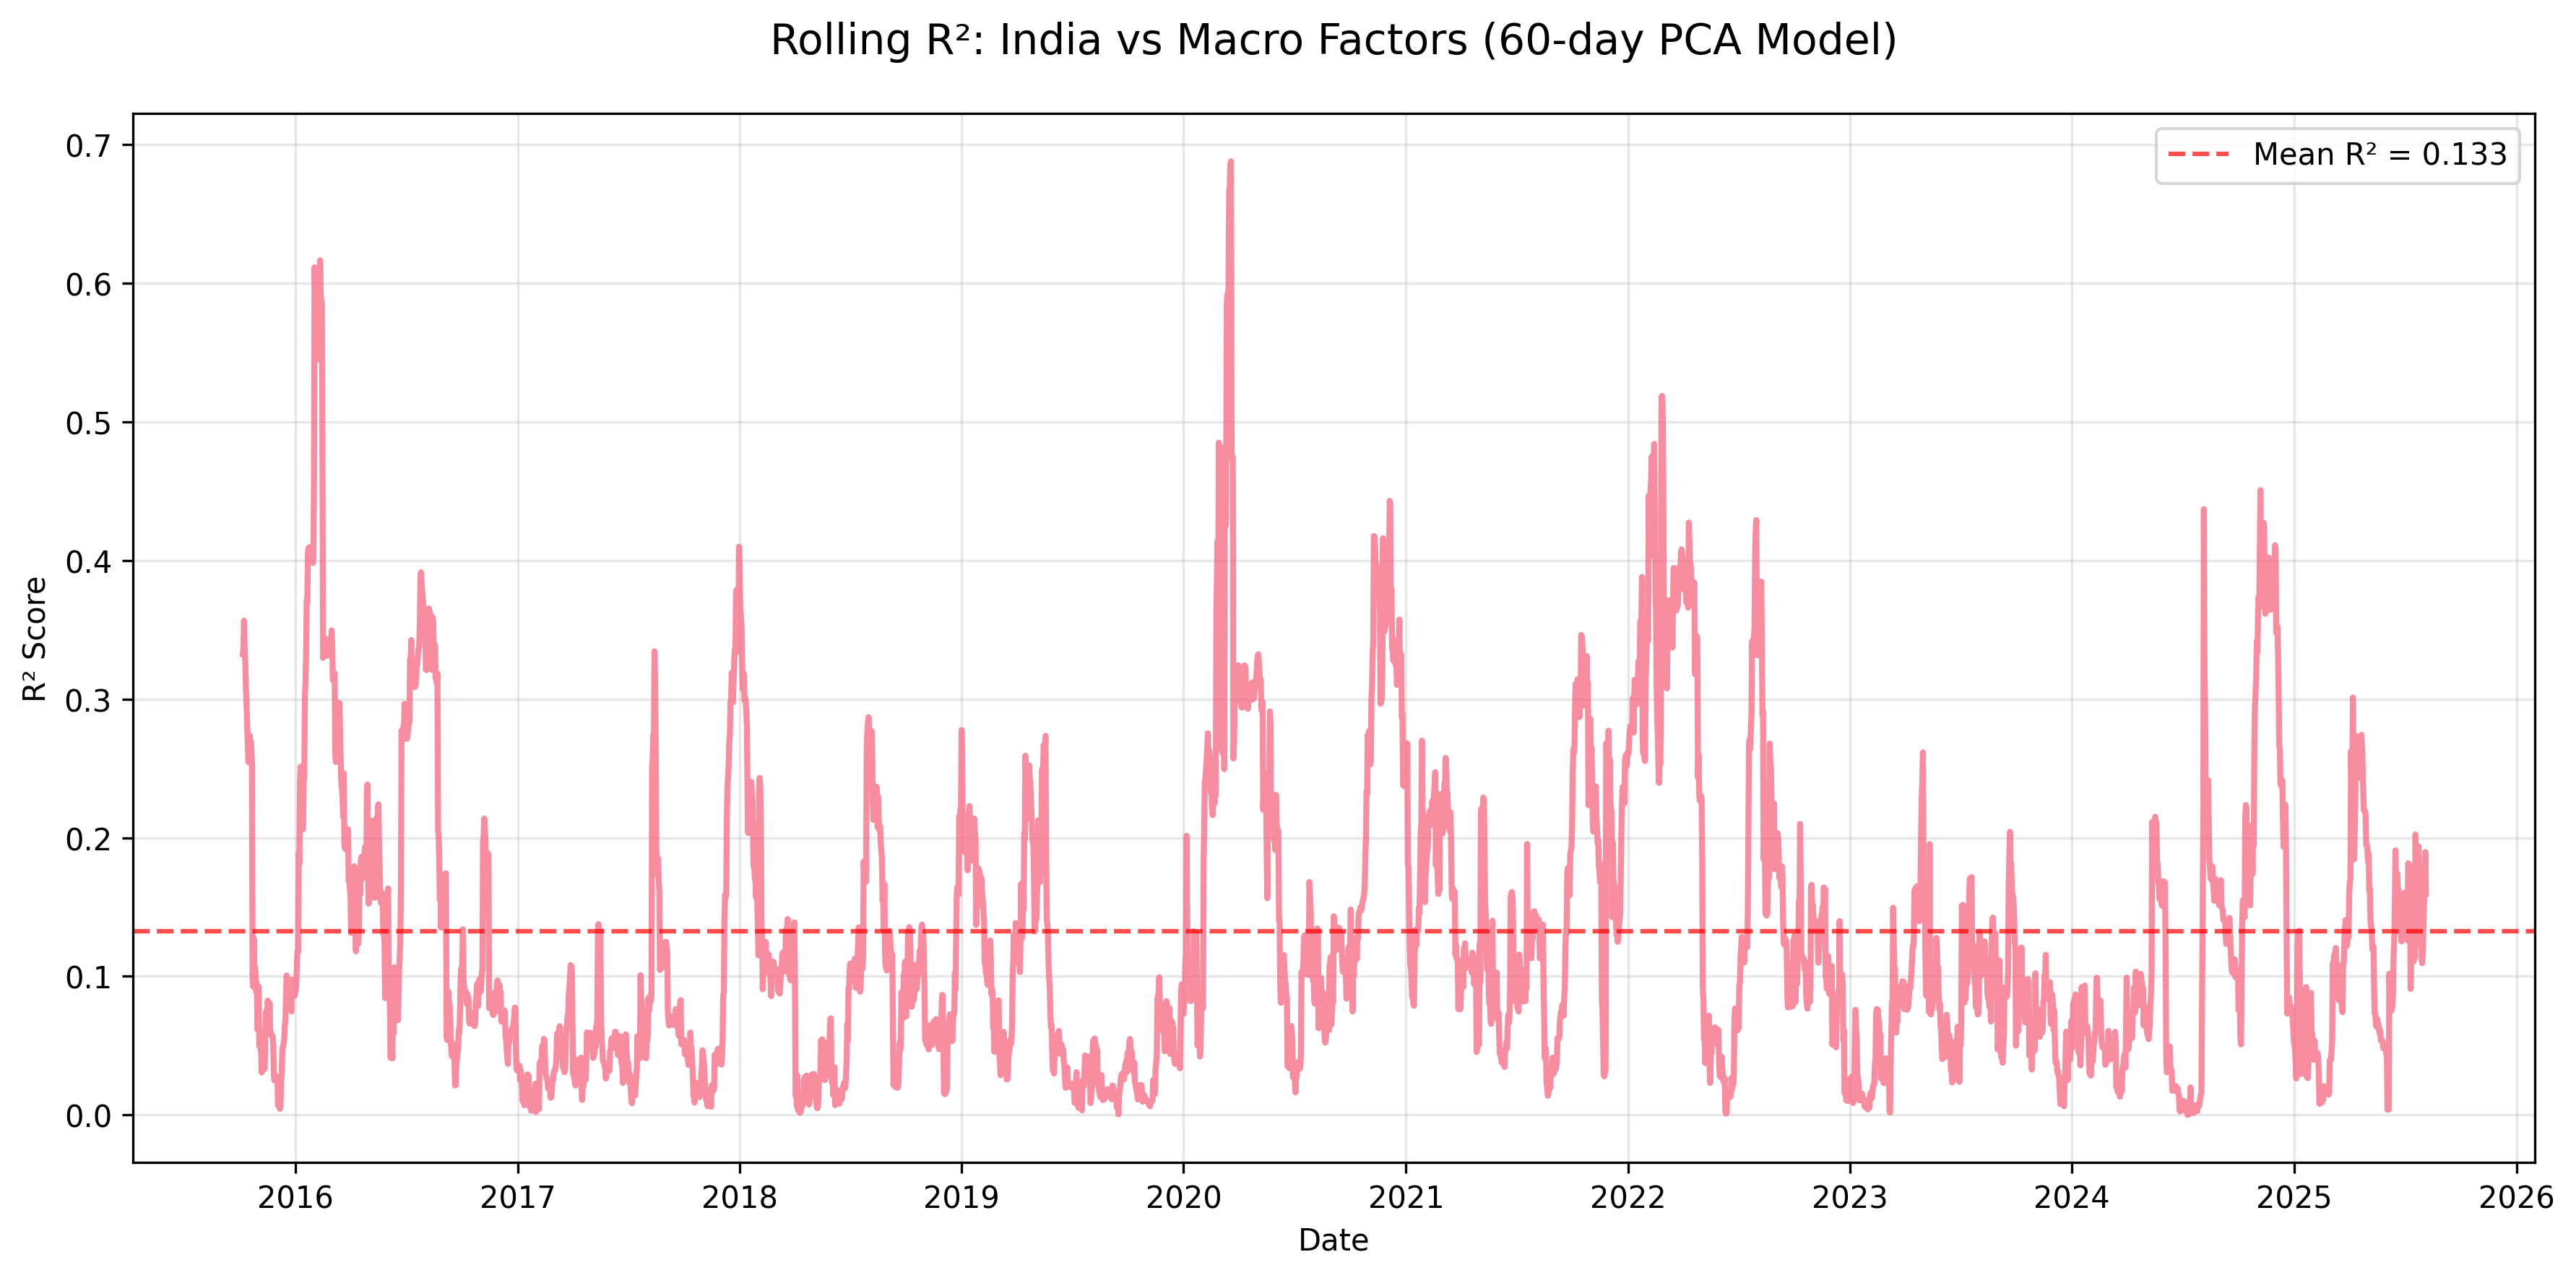 Rolling R²: India vs Macro Factors (60-day PCA Model)
Mean R² = 0.133
0.7
0.6
0.5
0.4
0.3
0.2
0.1
0.0
R² Score
2016 2017 2018 2019 2020 2021 2022 2023 2024 2025 2026
Date